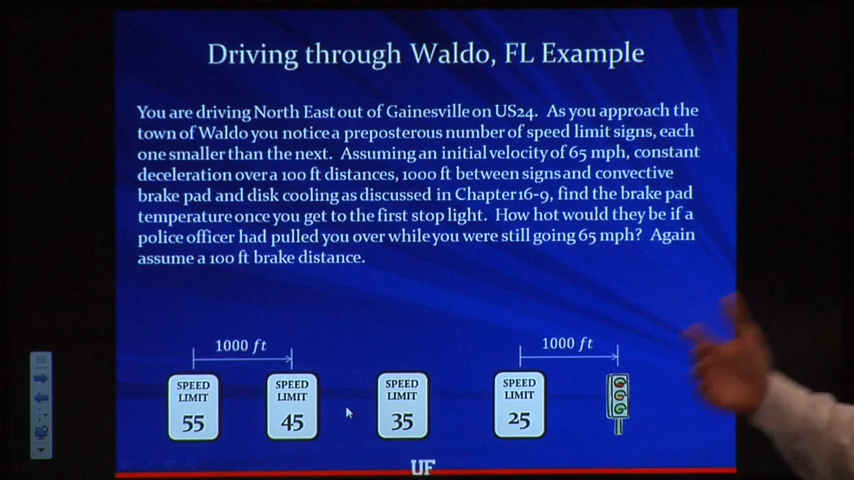 Driving through Waldo, FL Example
You are driving North East out of Gainesville on US24. As you approach the
town of Waldo you notice a preposterous number of speed limit signs, each
one smaller than the next. Assuming an initial velocity of 65 mph, constant
deceleration over a 100 ft distances, 1000 ft between signs and convective
brake pad and disk cooling as discussed in Chapter 16-9, find the brake pad
temperature once you get to the first stop light. How hot would they be if a
police officer had pulled you over while you were still going 65 mph? Again
assume a 100 ft brake distance.
1000 ft
1000 ft
SPEED
LIMIT
55
SPEED
LIMIT
45
SPEED
LIMIT
35
SPEED
LIMIT
25
G
G
G
UF